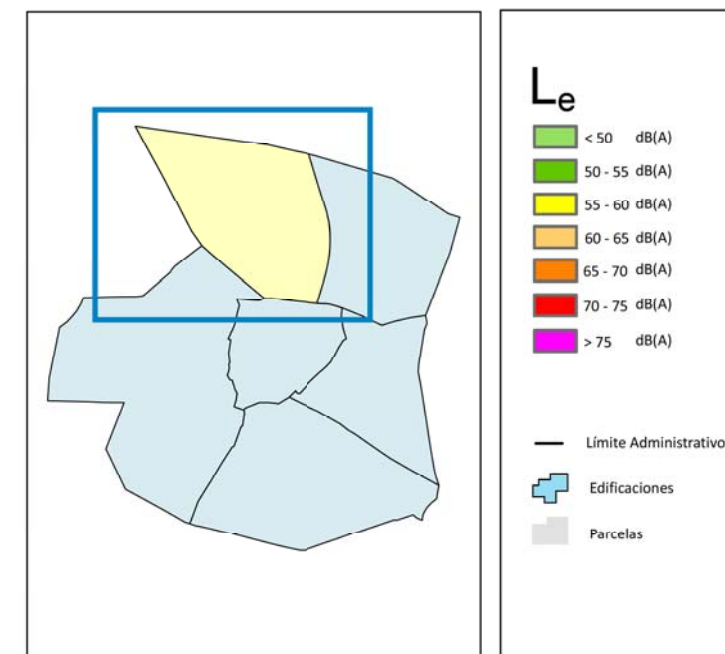 Le
< 50 dB(A)
50 - 55 dB(A)
55 - 60 dB(A)
60 - 65 dB(A)
65 - 70 dB(A)
70 - 75 dB(A)
> 75 dB(A)
Límite Administrativo
Edificaciones
Parcelas